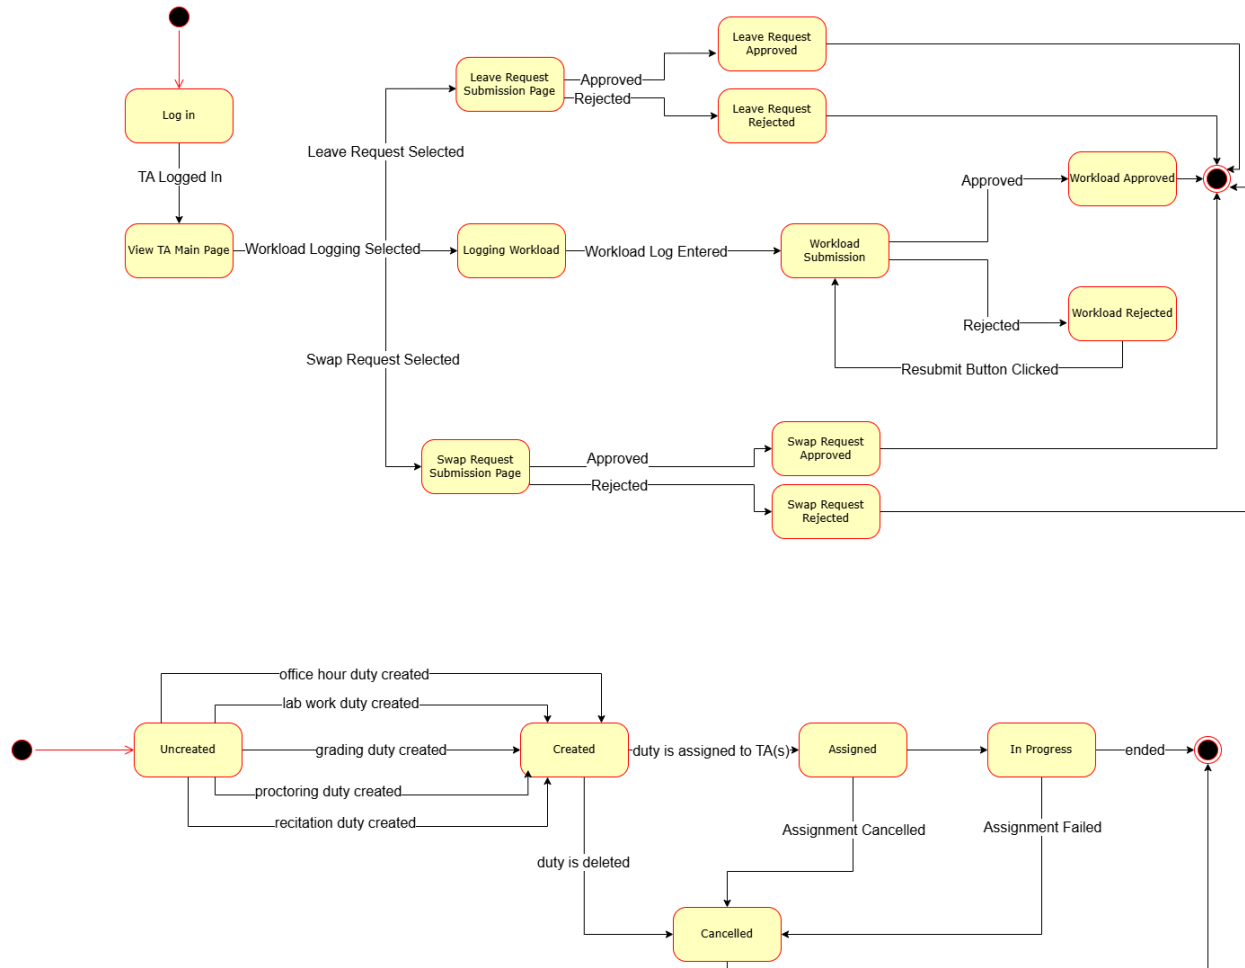 Leave Request
Approved
Leave Request
Submission Page
Approved
Rejected
Leave Request
Rejected
Log in
Leave Request Selected
TA Logged In
Approved
Workload Approved
View TA Main Page
Workload Logging Selected
Logging Workload
Workload Log Entered
Workload
Submission
Rejected
Workload Rejected
Swap Request Selected
Resubmit Button Clicked
Swap Request
Submission Page
Approved
Rejected
Swap Request
Approved
Swap Request
Rejected
office hour duty created
lab work duty created
Uncreated
grading duty created
Created
duty is assigned to TA(s)
Assigned
In Progress
ended
proctoring duty created
recitation duty created
Assignment Cancelled
Assignment Failed
duty is deleted
Cancelled